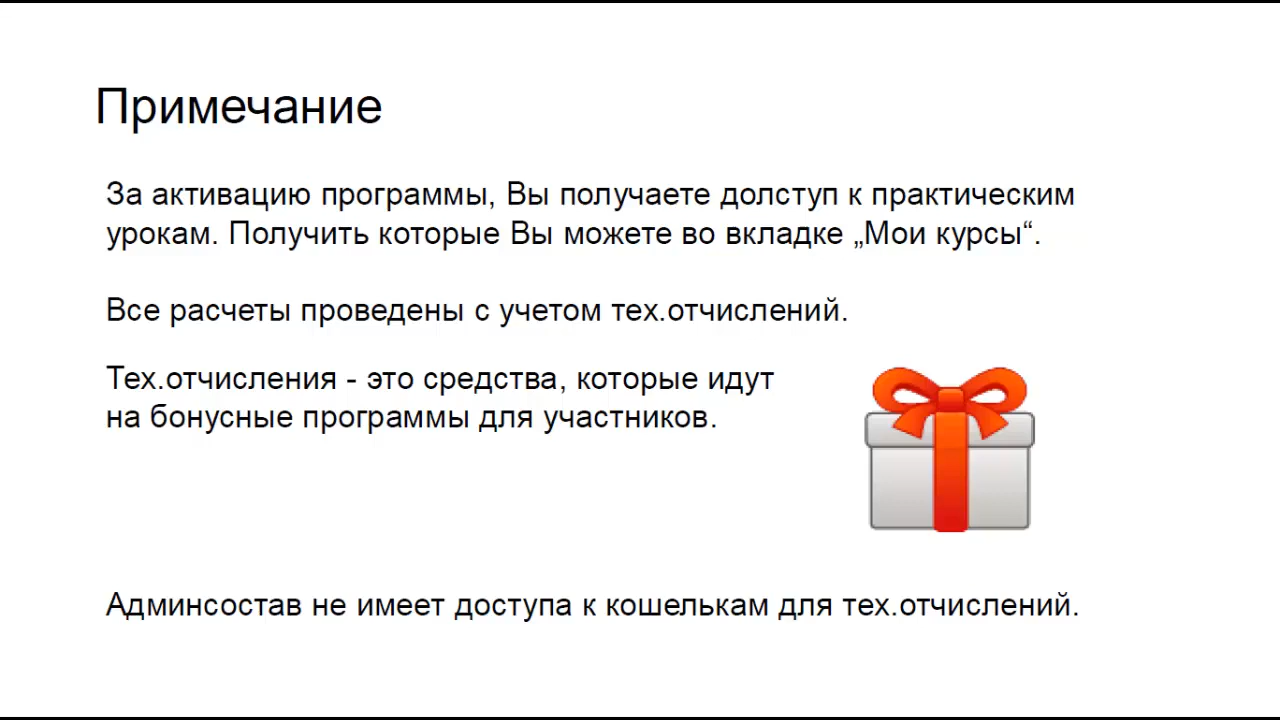 Примечание
За активацию программы, Вы получаете долступ к практическим
урокам. Получить которые Вы можете во вкладке „Мои курсы“.
Все расчеты проведены с учетом тех.отчислений.
Тех.отчисления - это средства, которые идут
на бонусные программы для участников.
Админсостав не имеет доступа к кошелькам для тех.отчислений.